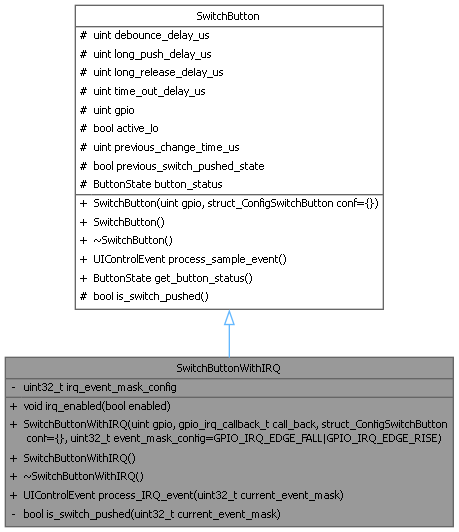 SwitchButton
# uint debounce_delay_us
# uint long_push_delay_us
# uint long_release_delay_us
# uint time_out_delay_us
# uint gpio
# bool active_lo
# uint previous_change_time_us
# bool previous_switch_pushed_state
# ButtonState button_status
+ SwitchButton(uint gpio, struct_ConfigSwitchButton conf={})
+ SwitchButton()
+ ~SwitchButton()
+ UIControlEvent process_sample_event()
+ ButtonState get_button_status()
# bool is_switch_pushed()
SwitchButtonWithIRQ
- uint32_t irq_event_mask_config
+ void irq_enabled(bool enabled)
+ SwitchButtonWithIRQ(uint gpio, gpio_irq_callback_t call_back, struct_ConfigSwitchButton
conf={}, uint32_t event_mask_config=GPIO_IRQ_EDGE_FALL|GPIO_IRQ_EDGE_RISE)
+ SwitchButtonWithIRQ()
+ ~SwitchButtonWithIRQ()
+ UIControlEvent process_IRQ_event(uint32_t current_event_mask)
- bool is_switch_pushed(uint32_t current_event_mask)